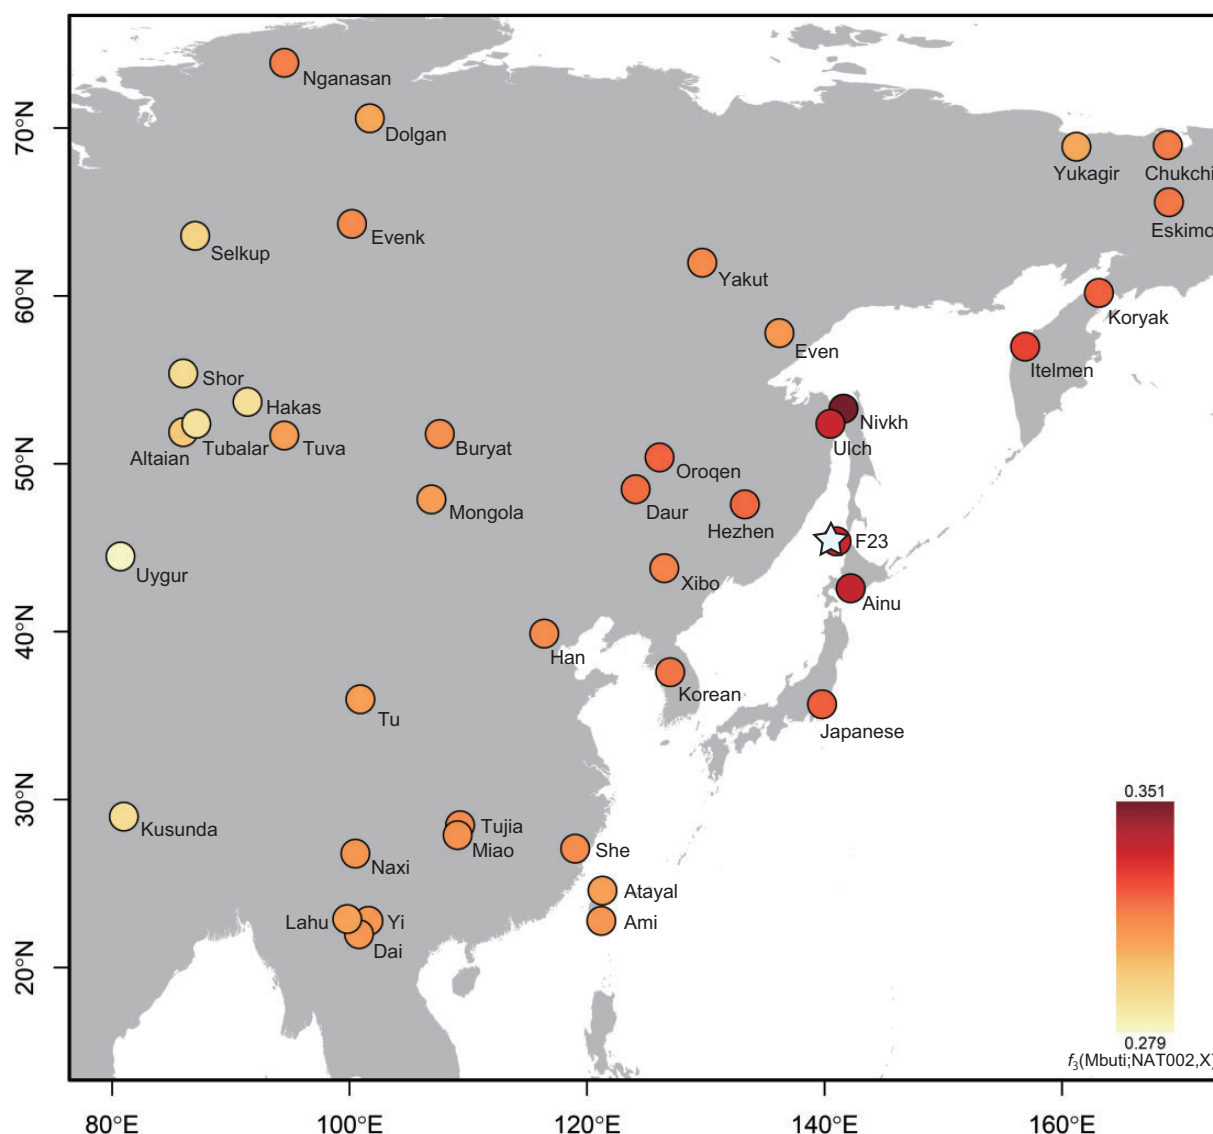 70°N
60°N
50°N
40°N
30°N
20°N
Nganasan
Dolgan
Yukagir
Chukchi
Eskimo
Evenk
Selkup
Yakut
Koryak
Even
Itelmen
Shor
Hakas
Nivkh
Tubalar
Altaian
Tuva
Buryat
Ulch
Oroqen
Mongola
Daur
Hezhen
F23
Uygur
Xibo
Ainu
Han
Korean
Tu
Japanese
Kusunda
Tujia
Miao
She
Naxi
Atayal
Lahu
Yi
Ami
Dai
0.351
0.279
f3(Mbuti;NAT002,X)
80°E
100°E
120°E
140°E
160°E